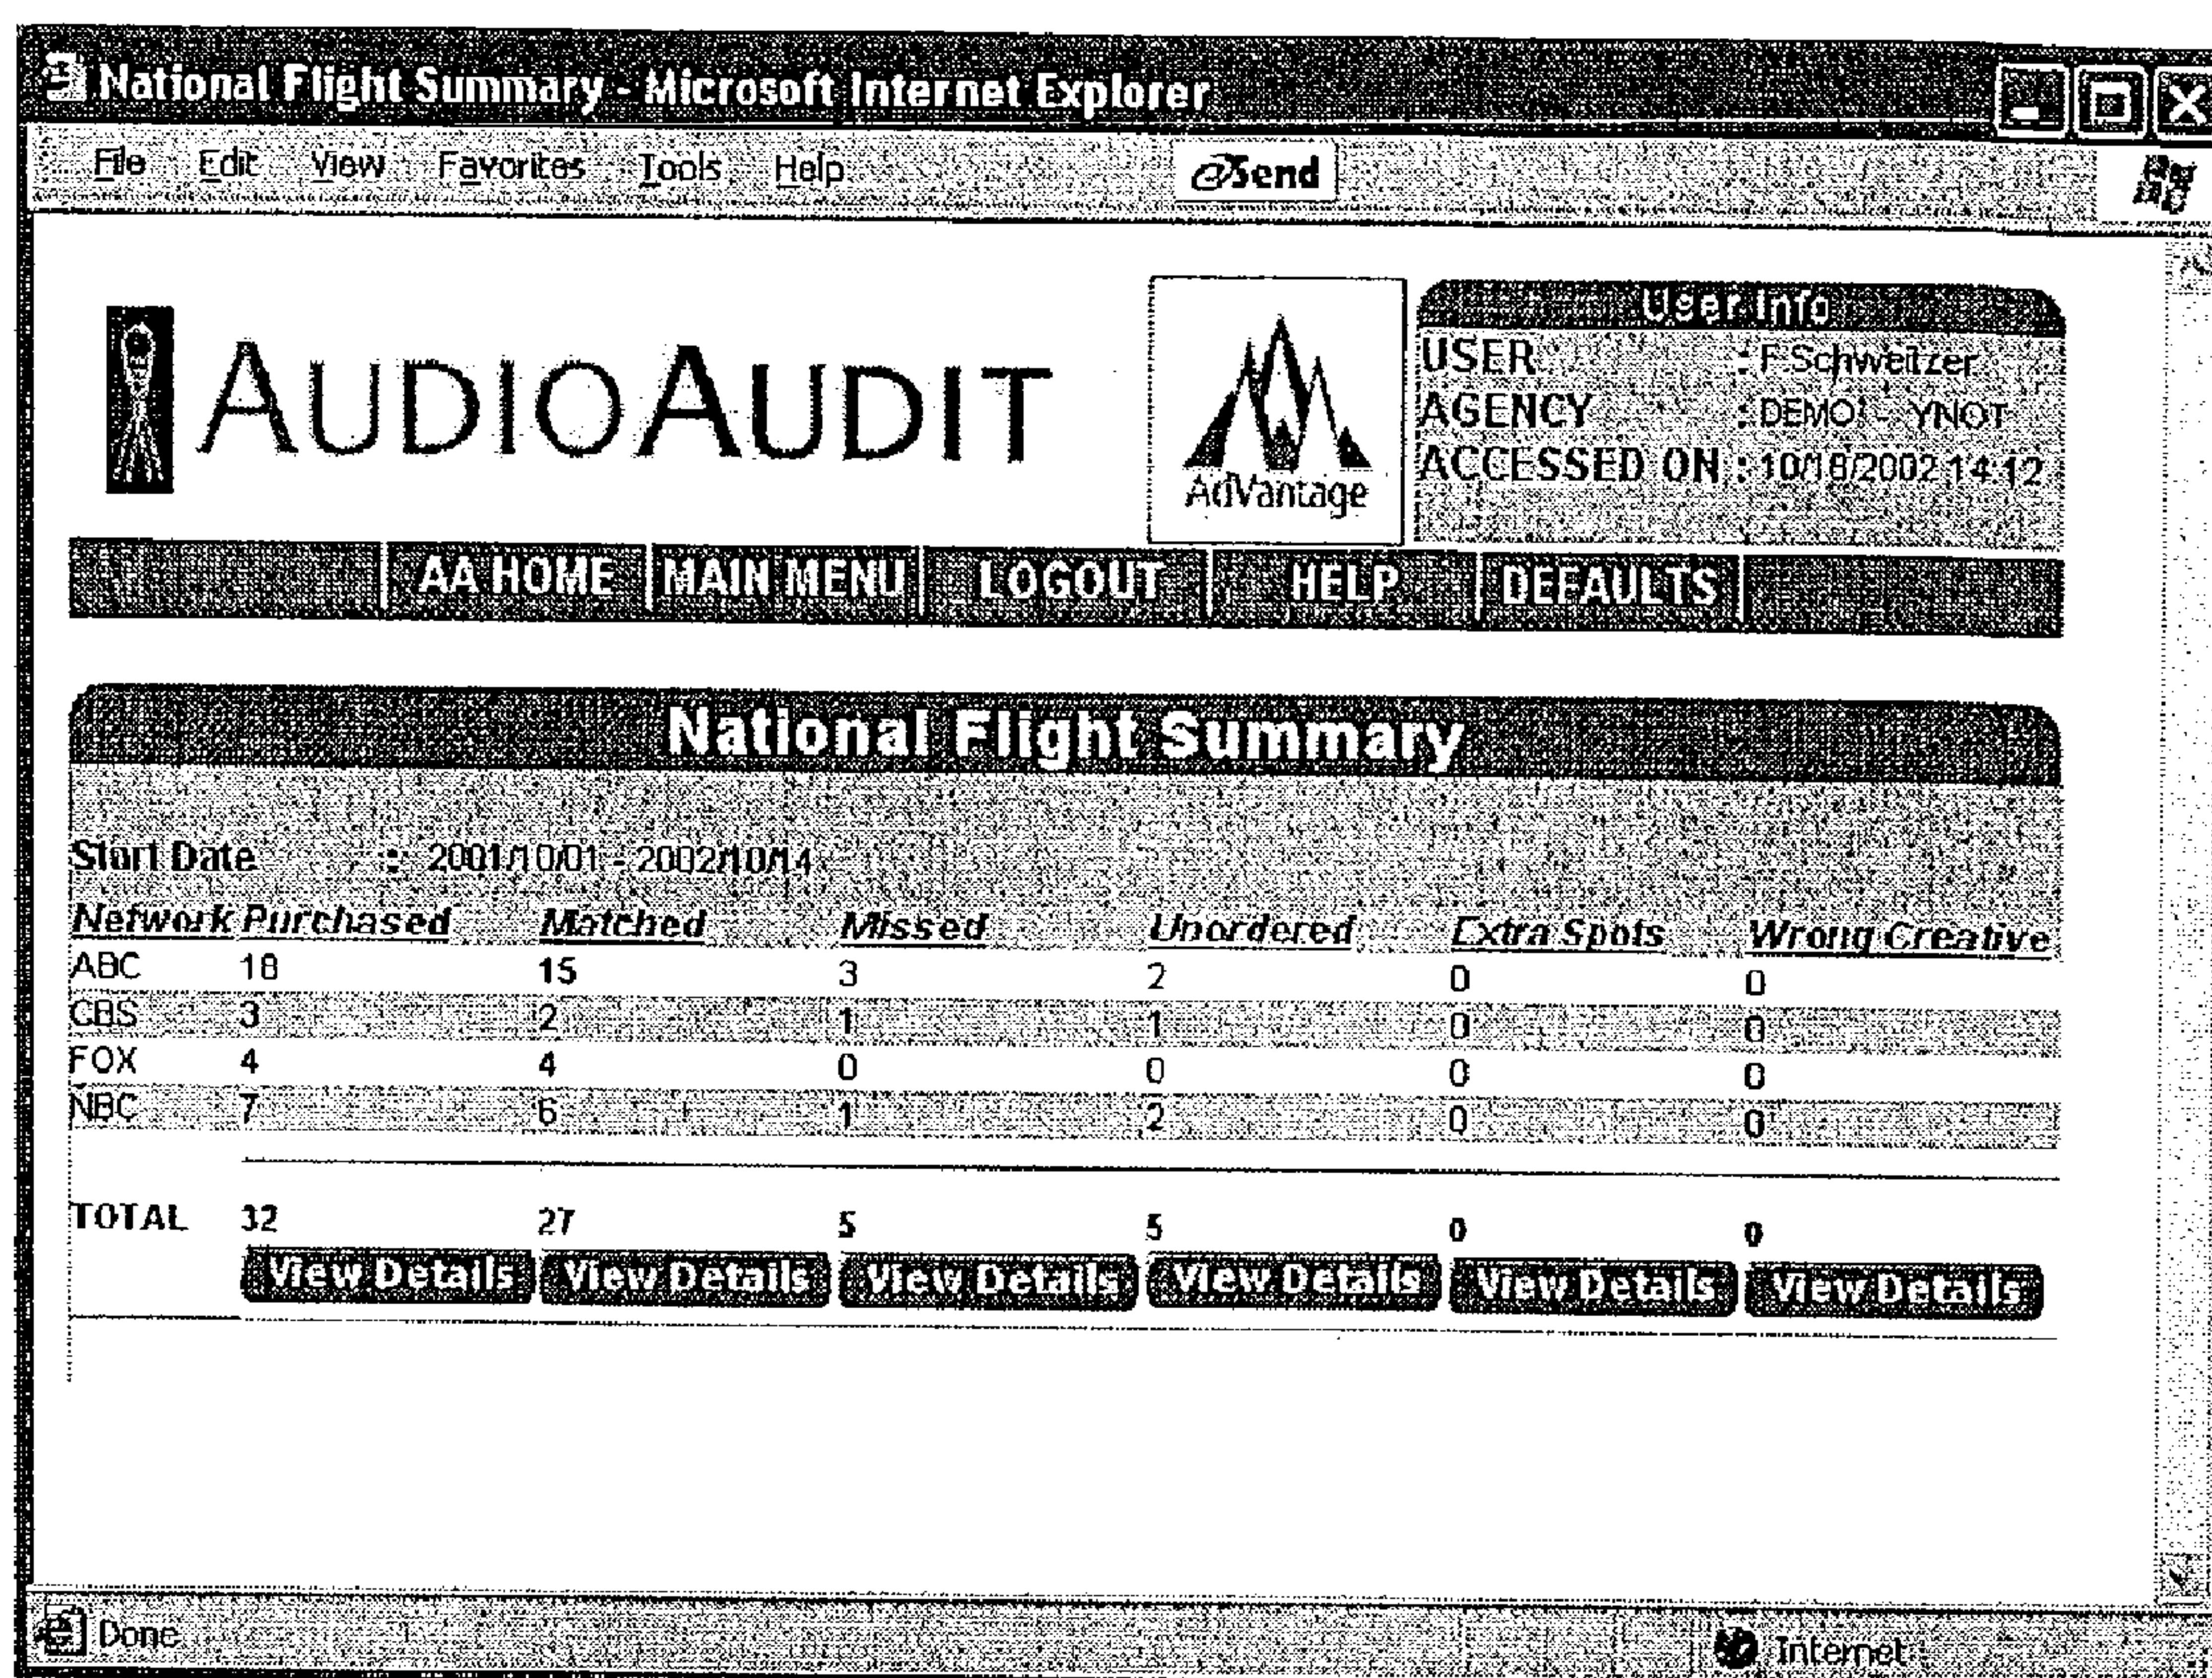 National Flight Summary - Microsoft Internet Explorer
File Edit View Favorites Tools Help
eSend
AUDIOAUDIT
AdVantage
User Info
USER : F.Schweitzer
AGENCY : DEMO - YNOT
ACCESSED ON : 10/18/2002 14:12
AA HOME MAIN MENU LOGOUT HELP DEFAULTS
National Flight Summary
Start Date : 2001/10/01 - 2002/10/14
Network Purchased Matched Missed Unordered Extra Spots Wrong Creative
ABC 18 15 3 2 0 0
CBS 3 2 1 1 0 0
FOX 4 4 0 0 0 0
NBC 7 6 1 2 0 0
TOTAL 32 27 5 5 0 0
View Details View Details View Details View Details View Details View Details
Done Internet